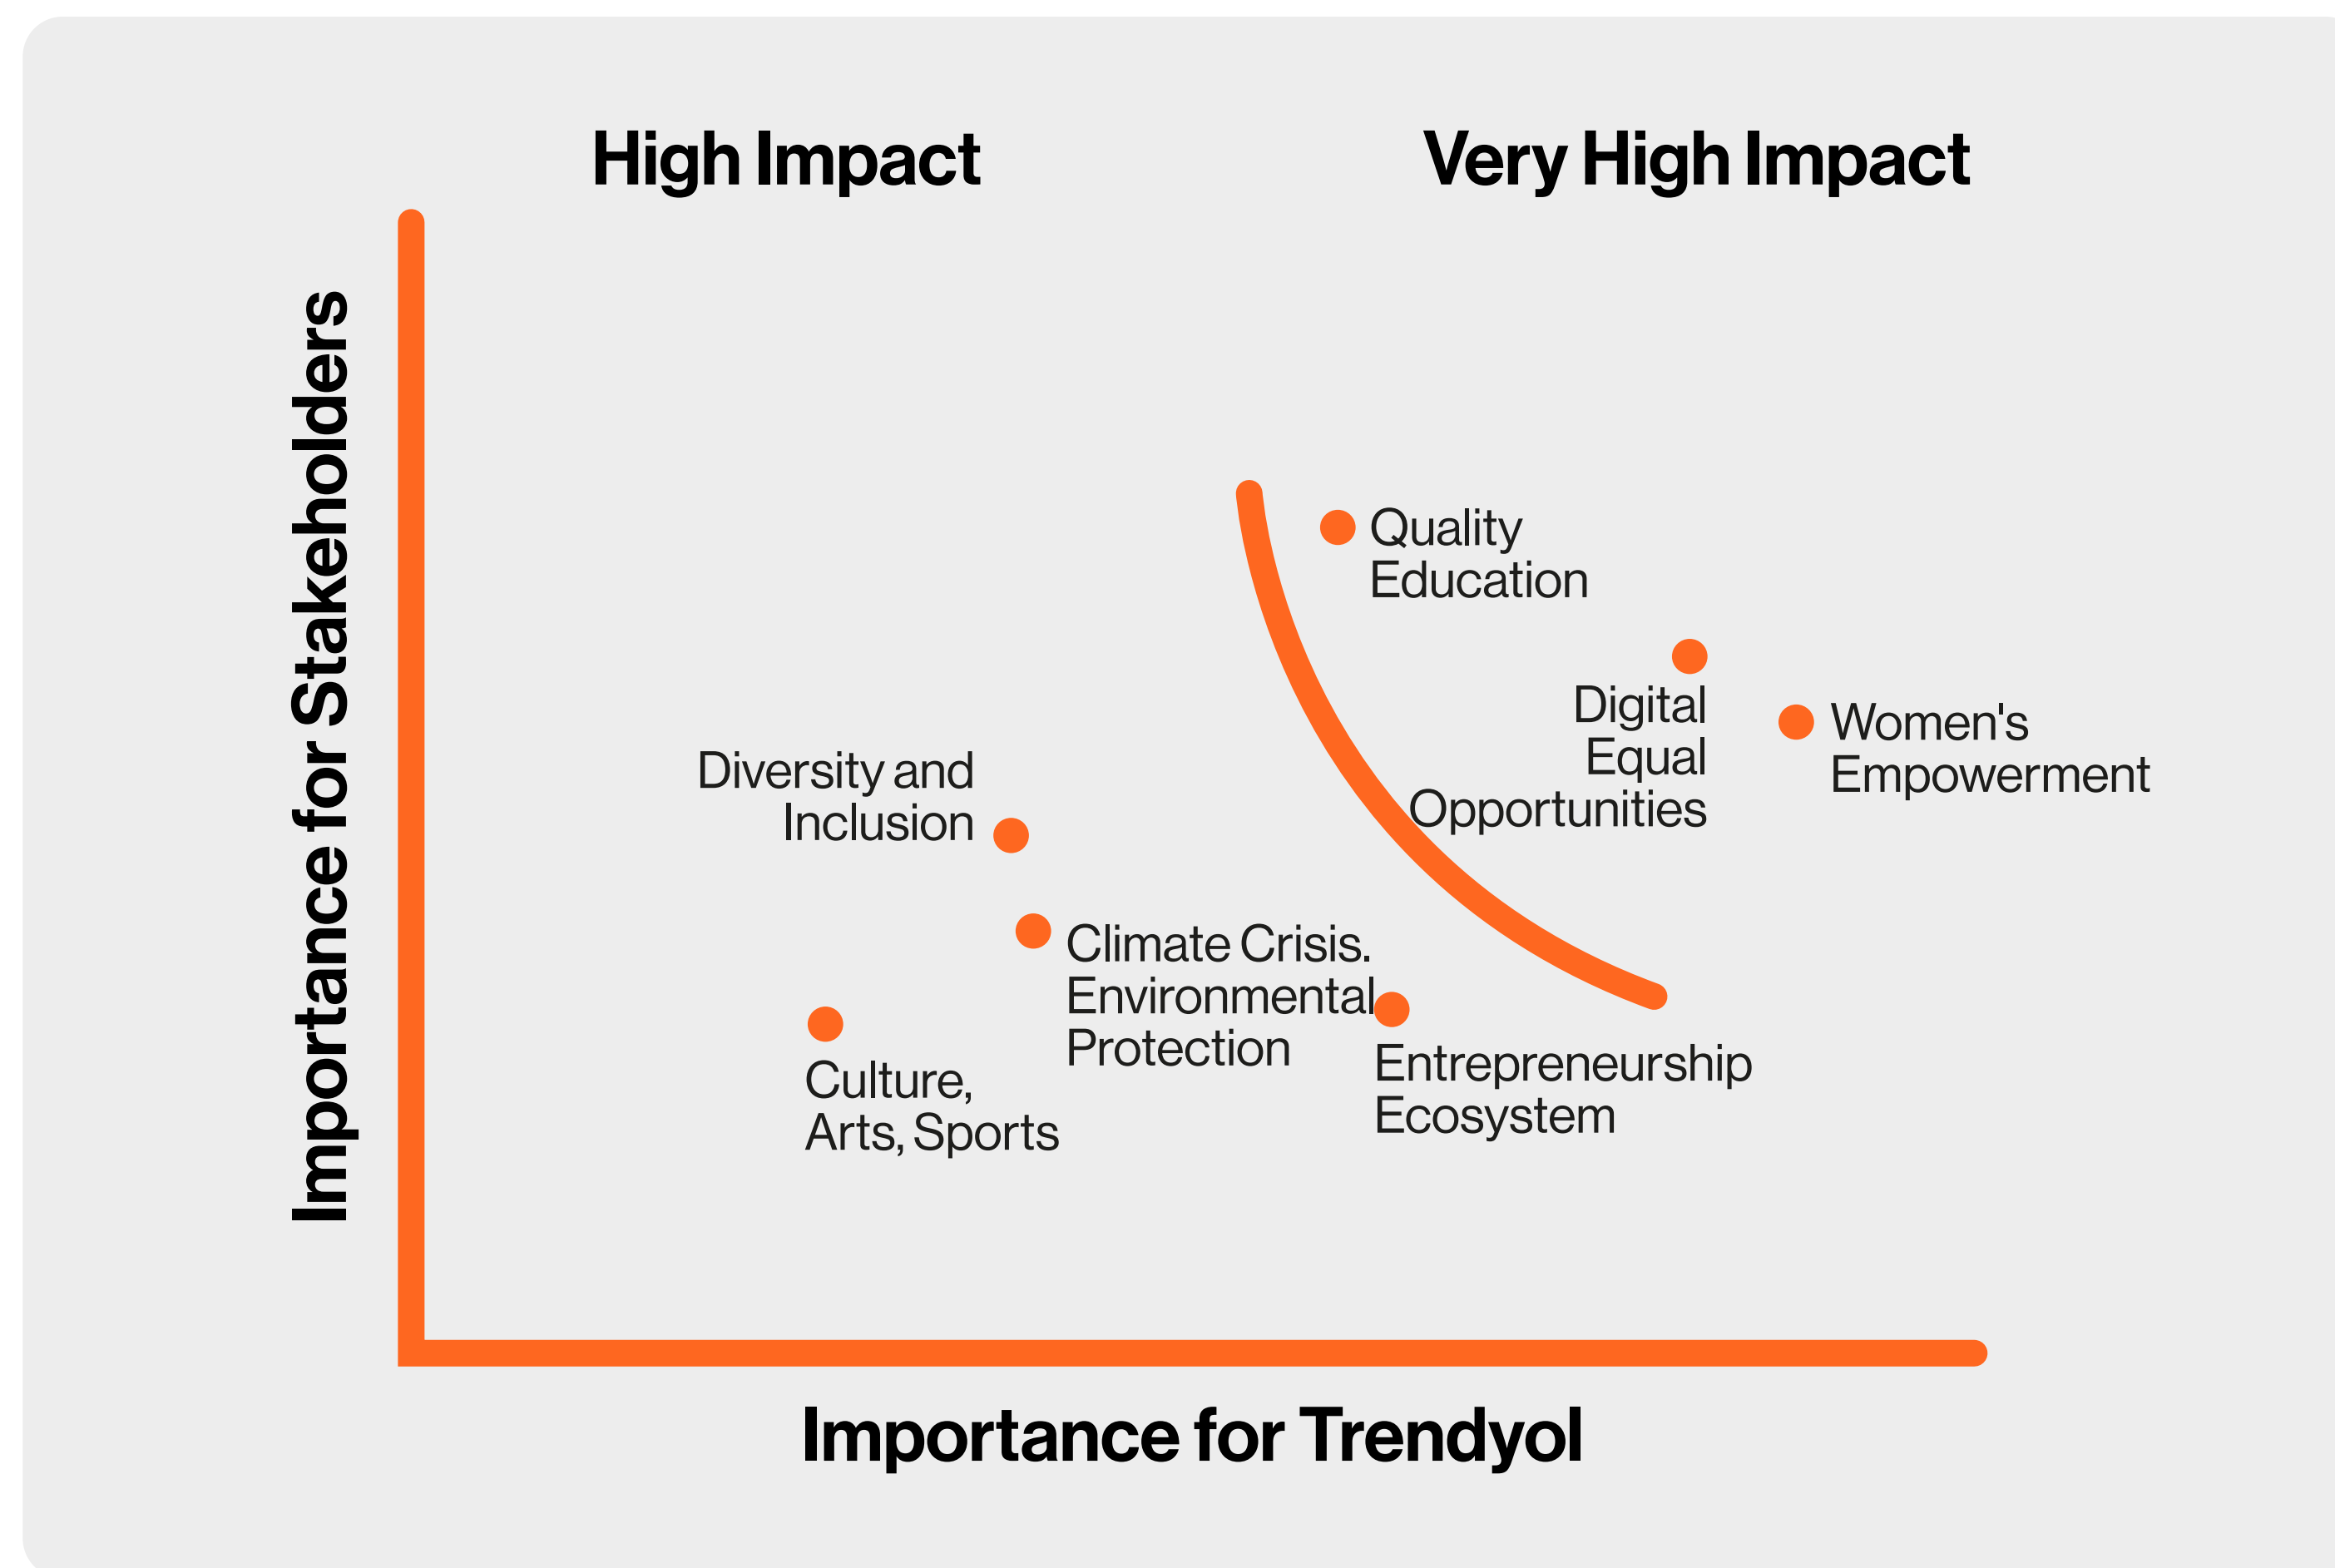 High Impact
Very High Impact
Importance for Stakeholders
Quality
Education
Digital
Equal
Opportunities
Women's
Empowerment
Diversity and
Inclusion
Climate Crisis.
Environmental
Protection
Culture,
Arts, Sports
Entrepreneurship
Ecosystem
Importance for Trendyol